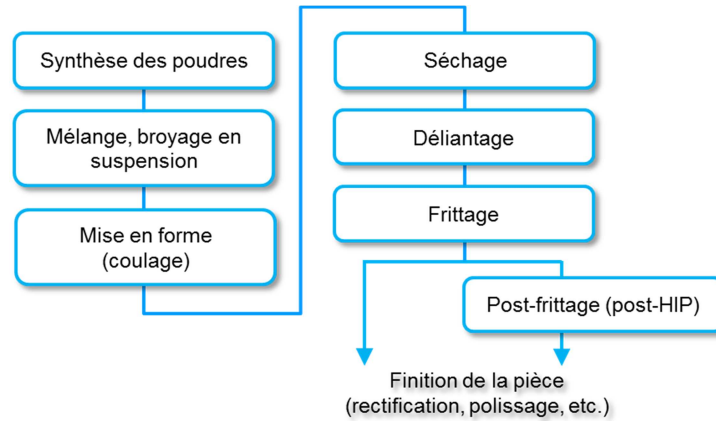 Synthèse des poudres
Mélange, broyage en
suspension
Mise en forme
(coulage)
Séchage
Déliantage
Frittage
Post-frittage (post-HIP)
Finition de la pièce
(rectification, polissage, etc.)